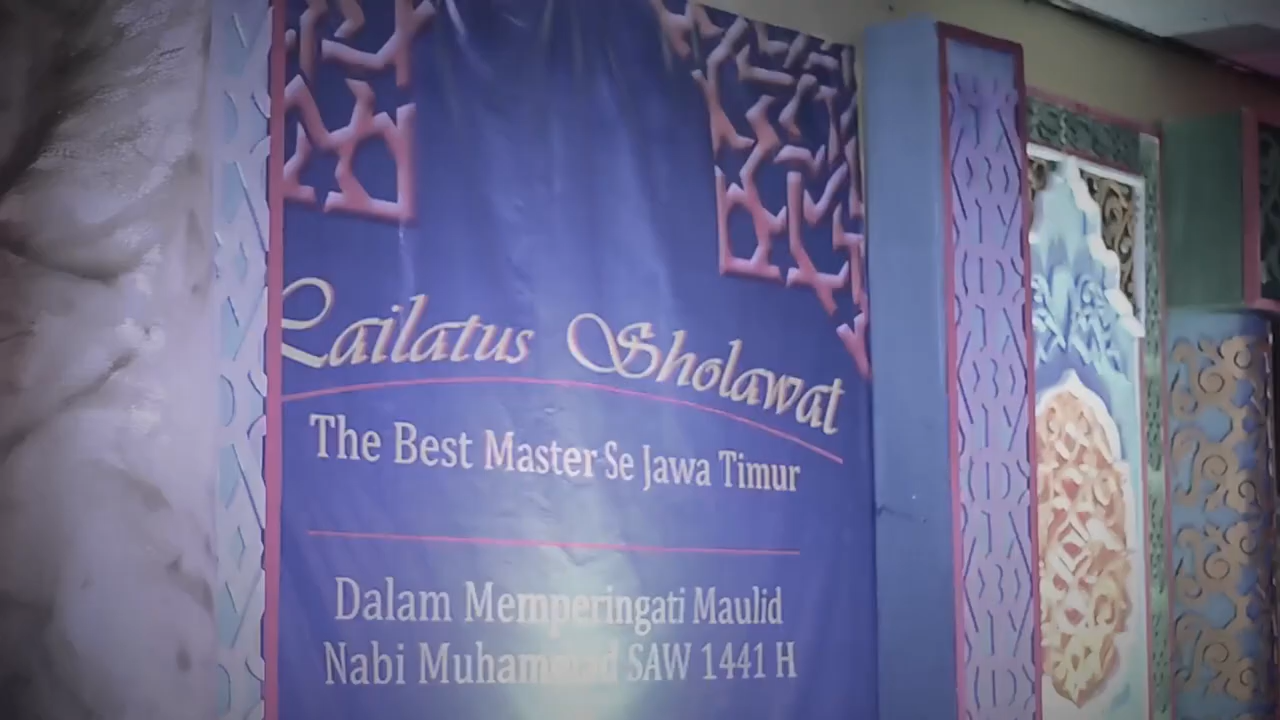 Lailatus Sholawat
The Best Master Se Jawa Timur
Dalam Memperingati Maulid
Nabi Muhammad SAW 1441 H